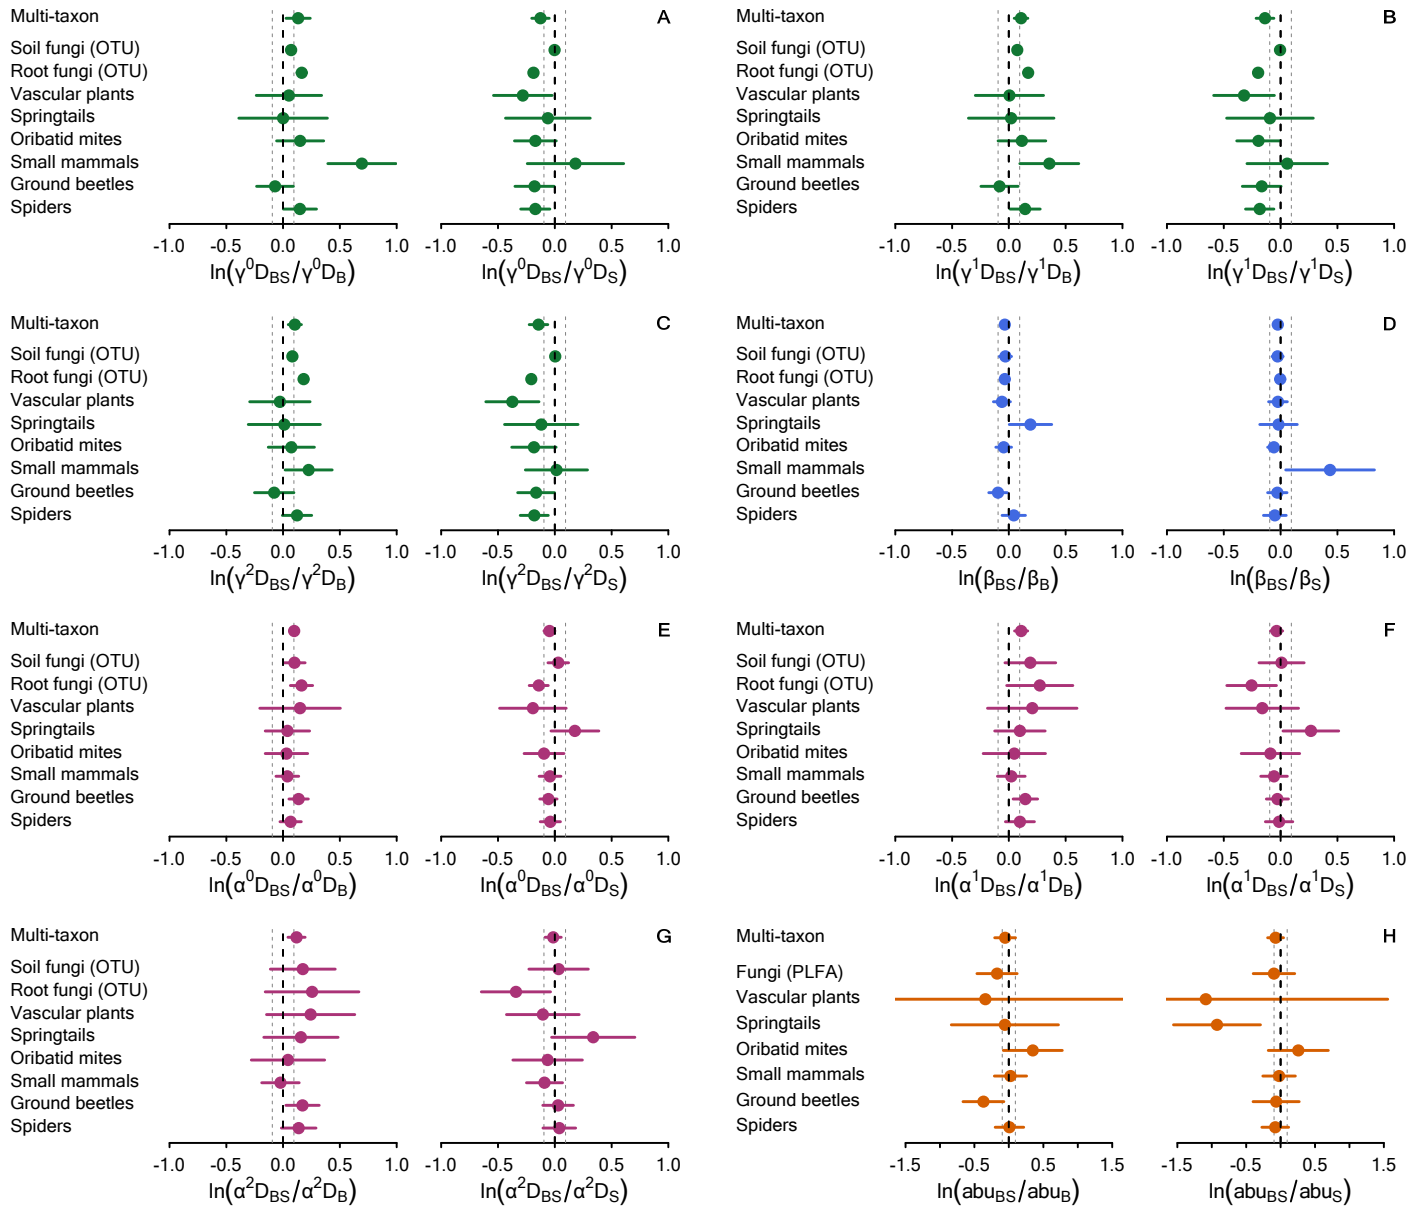 Multi-taxon
A
Soil fungi (OTU)
Root fungi (OTU)
Vascular plants
Springtails
Oribatid mites
Small mammals
Ground beetles
Spiders
-1.0 -0.5 0.0 0.5 1.0 -1.0 -0.5 0.0 0.5 1.0
ln(γ⁰D_BS/γ⁰D_B) ln(γ⁰D_BS/γ⁰D_S)
Multi-taxon
B
Soil fungi (OTU)
Root fungi (OTU)
Vascular plants
Springtails
Oribatid mites
Small mammals
Ground beetles
Spiders
-1.0 -0.5 0.0 0.5 1.0 -1.0 -0.5 0.0 0.5 1.0
ln(γ¹D_BS/γ¹D_B) ln(γ¹D_BS/γ¹D_S)
Multi-taxon
C
Soil fungi (OTU)
Root fungi (OTU)
Vascular plants
Springtails
Oribatid mites
Small mammals
Ground beetles
Spiders
-1.0 -0.5 0.0 0.5 1.0 -1.0 -0.5 0.0 0.5 1.0
ln(γ²D_BS/γ²D_B) ln(γ²D_BS/γ²D_S)
Multi-taxon
D
Soil fungi (OTU)
Root fungi (OTU)
Vascular plants
Springtails
Oribatid mites
Small mammals
Ground beetles
Spiders
-1.0 -0.5 0.0 0.5 1.0 -1.0 -0.5 0.0 0.5 1.0
ln(β_BS/β_B) ln(β_BS/β_S)
Multi-taxon
E
Soil fungi (OTU)
Root fungi (OTU)
Vascular plants
Springtails
Oribatid mites
Small mammals
Ground beetles
Spiders
-1.0 -0.5 0.0 0.5 1.0 -1.0 -0.5 0.0 0.5 1.0
ln(α⁰D_BS/α⁰D_B) ln(α⁰D_BS/α⁰D_S)
Multi-taxon
F
Soil fungi (OTU)
Root fungi (OTU)
Vascular plants
Springtails
Oribatid mites
Small mammals
Ground beetles
Spiders
-1.0 -0.5 0.0 0.5 1.0 -1.0 -0.5 0.0 0.5 1.0
ln(α¹D_BS/α¹D_B) ln(α¹D_BS/α¹D_S)
Multi-taxon
G
Soil fungi (OTU)
Root fungi (OTU)
Vascular plants
Springtails
Oribatid mites
Small mammals
Ground beetles
Spiders
-1.0 -0.5 0.0 0.5 1.0 -1.0 -0.5 0.0 0.5 1.0
ln(α²D_BS/α²D_B) ln(α²D_BS/α²D_S)
Multi-taxon
H
Fungi (PLFA)
Vascular plants
Springtails
Oribatid mites
Small mammals
Ground beetles
Spiders
-1.5 -0.5 0.5 1.5 -1.5 -0.5 0.5 1.5
ln(abu_BS/abu_B) ln(abu_BS/abu_S)